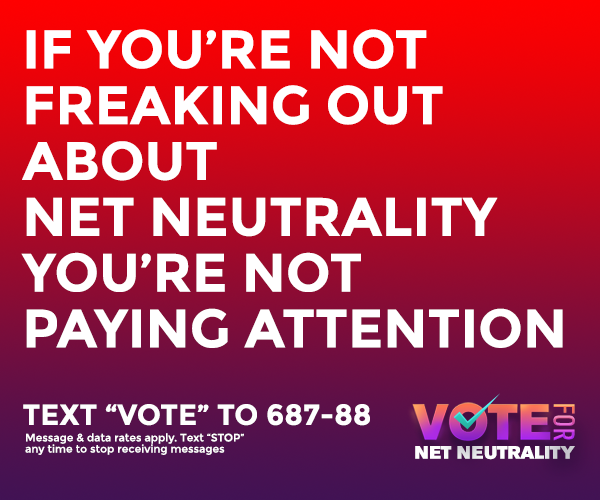 IF YOU’RE NOT
FREAKING OUT
ABOUT
NET NEUTRALITY
YOU’RE NOT
PAYING ATTENTION
TEXT “VOTE” TO 687-88
Message & data rates apply. Text “STOP”
any time to stop receiving messages
VOTE FOR
NET NEUTRALITY